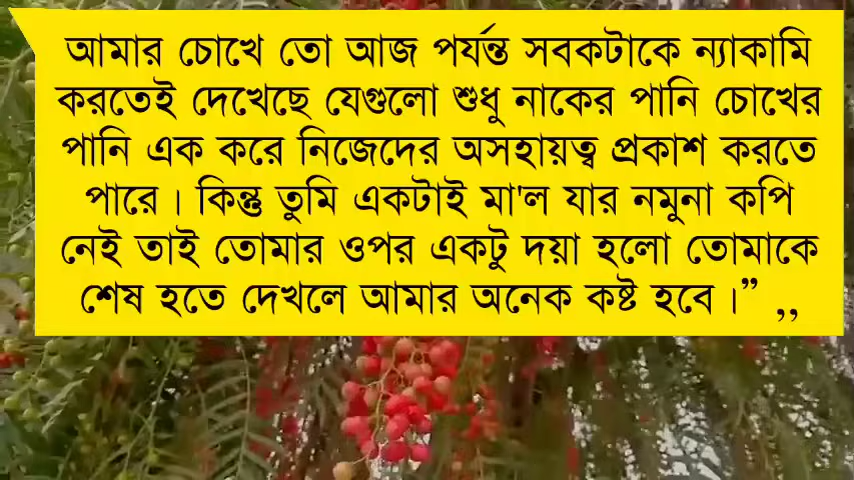 আমার চোখে তো আজ পর্যন্ত সবকটাকে ন্যাকামি
করতেই দেখেছে যেগুলো শুধু নাকের পানি চোখের
পানি এক করে নিজেদের অসহায়ত্ব প্রকাশ করতে
পারে। কিন্তু তুমি একটাই মা'ল যার নমুনা কপি
নেই তাই তোমার ওপর একটু দয়া হলো তোমাকে
শেষ হতে দেখলে আমার অনেক কষ্ট হবে।” ,,